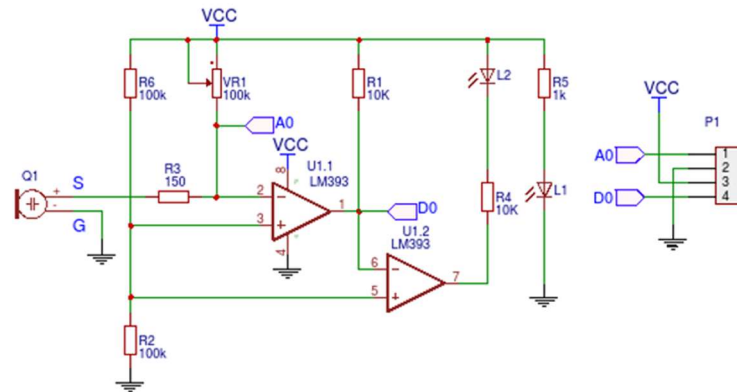 VCC
R6
100k
VR1
100k
R1
10K
L2
R5
1k
A0
VCC
U1.1
LM393
8
Q1
S
+
-
G
R3
150
2
3
-
+
1
4
D0
U1.2
LM393
6
5
-
+
7
R4
10K
L1
R2
100k
VCC
P1
A0
D0
1
2
3
4